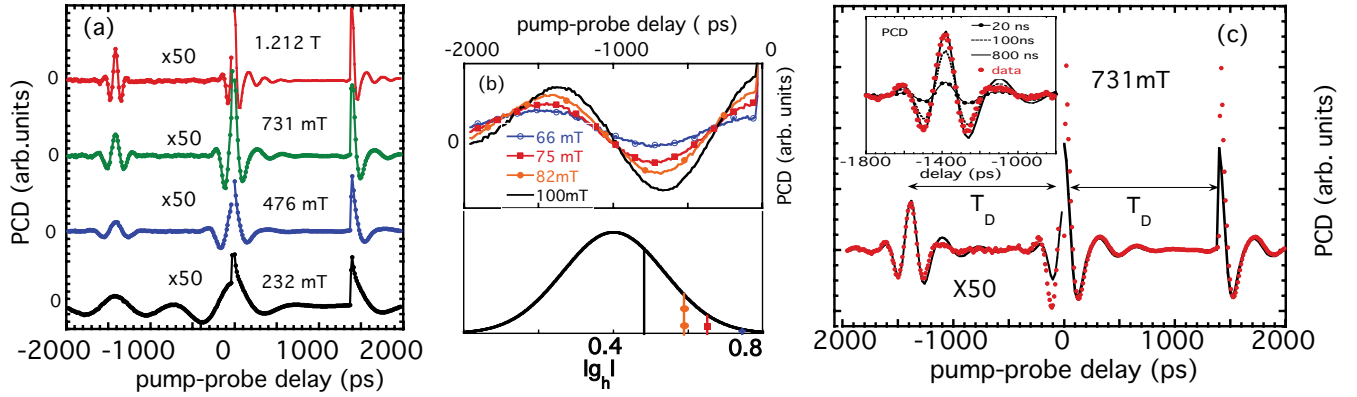 (a)
1.212 T
x50
0
731 mT
x50
0
476 mT
x50
0
232 mT
x50
0
PCD (arb.units)
-2000 -1000 0 1000 2000
pump-probe delay (ps)
pump-probe delay ( ps)
-2000 -1000 0
(b)
0
66 mT
75 mT
82mT
100mT
PCD (arb. units)
0.4 0.8
|g_h|
(c)
PCD
20 ns
100ns
800 ns
data
-1800 -1400 -1000
delay (ps)
731mT
T_D T_D
X50
2000 -1000 0 1000 2000
pump-probe delay (ps)
PCD (arb. units)